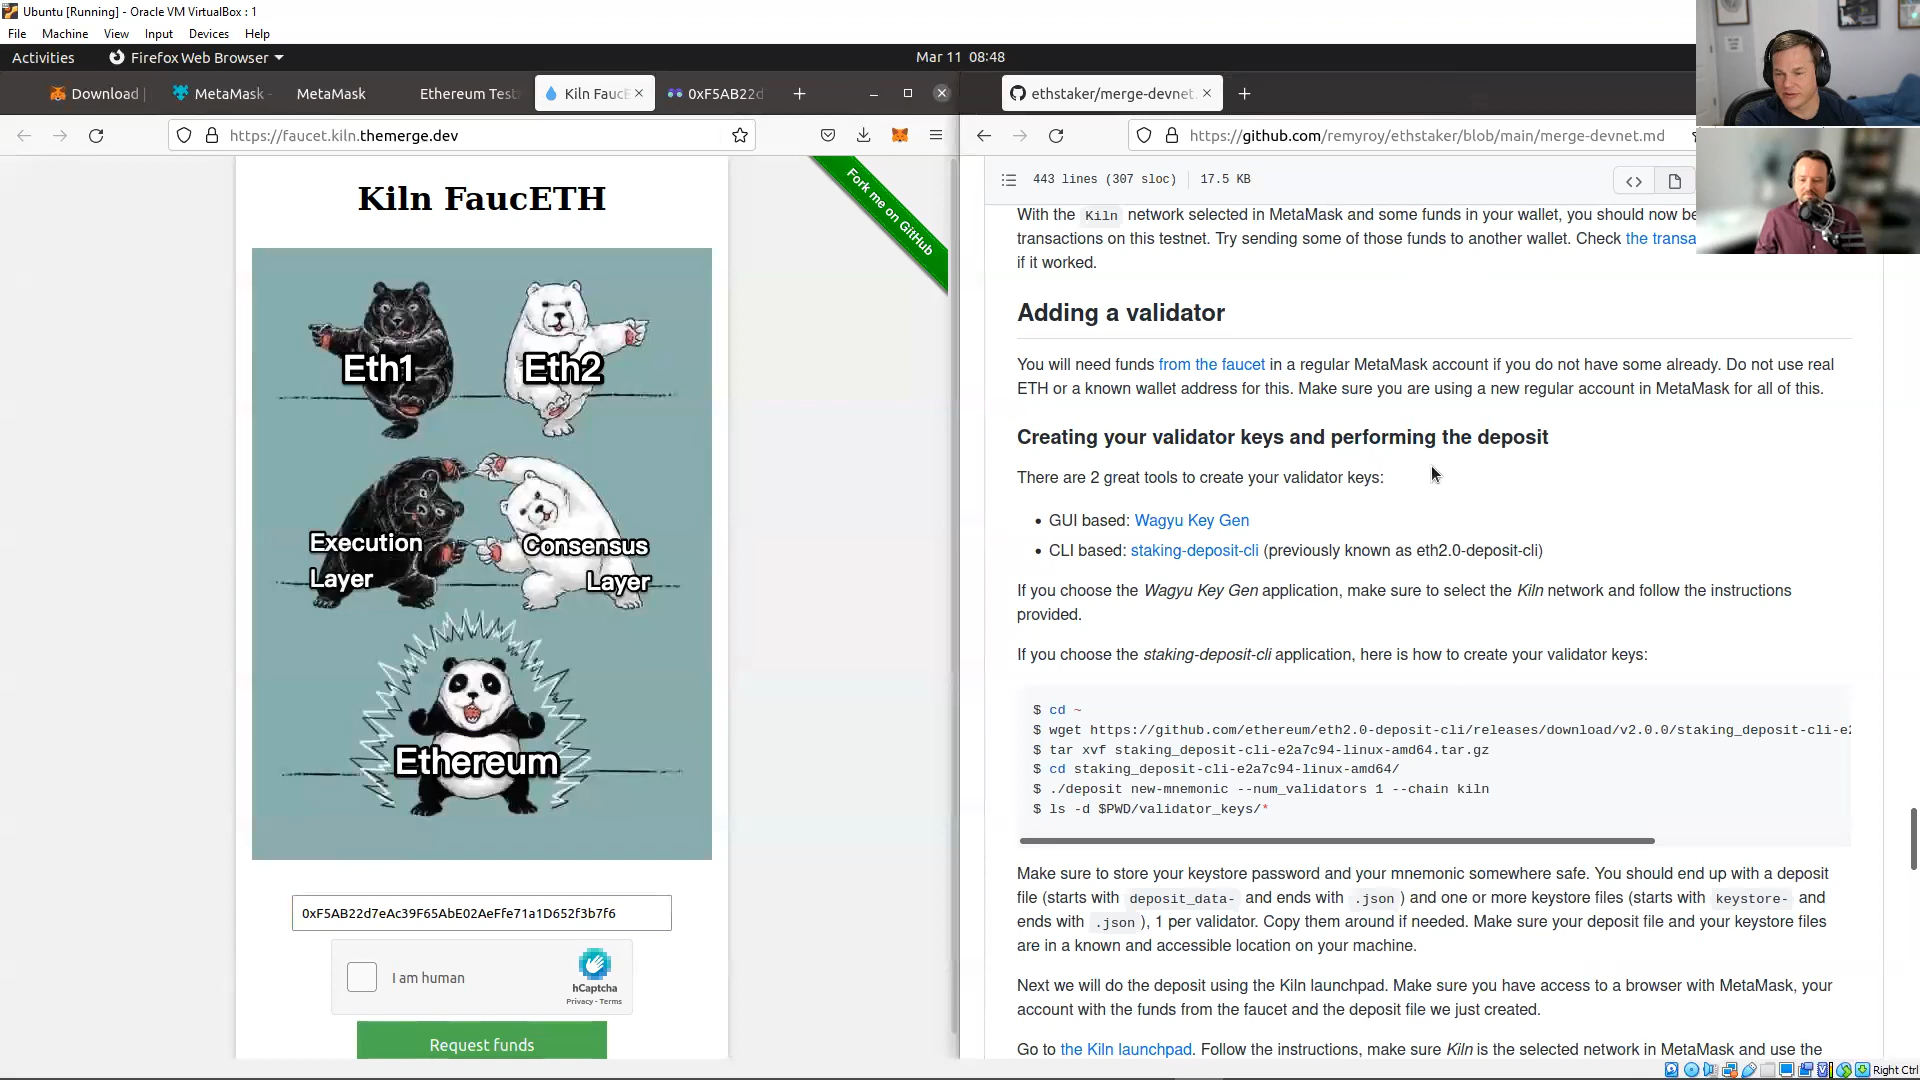 Ubuntu [Running] - Oracle VM VirtualBox : 1
File Machine View Input Devices Help
Activities Firefox Web Browser Mar 11 08:48
Download MetaMask - MetaMask Ethereum Test Kiln Fauc 0xF5AB22d
https://faucet.kiln.themerge.dev
Kiln FaucETH
Fork me on GitHub
Eth1 Eth2
Execution Layer
Consensus Layer
Ethereum
0xF5AB22d7eAc39F65AbE02AeFfe71a1D652f3b7f6
I am human
hCaptcha
Privacy - Terms
Request funds
ethstaker/merge-devnet.
https://github.com/remyroy/ethstaker/blob/main/merge-devnet.md
443 lines (307 sloc) 17.5 KB
With the Kiln network selected in MetaMask and some funds in your wallet, you should now be
transactions on this testnet. Try sending some of those funds to another wallet. Check the transa
if it worked.
Adding a validator
You will need funds from the faucet in a regular MetaMask account if you do not have some already. Do not use real
ETH or a known wallet address for this. Make sure you are using a new regular account in MetaMask for all of this.
Creating your validator keys and performing the deposit
There are 2 great tools to create your validator keys:
• GUI based: Wagyu Key Gen
• CLI based: staking-deposit-cli (previously known as eth2.0-deposit-cli)
If you choose the Wagyu Key Gen application, make sure to select the Kiln network and follow the instructions
provided.
If you choose the staking-deposit-cli application, here is how to create your validator keys:
$ cd ~
$ wget https://github.com/ethereum/eth2.0-deposit-cli/releases/download/v2.0.0/staking_deposit-cli-e2
$ tar xvf staking_deposit-cli-e2a7c94-linux-amd64.tar.gz
$ cd staking_deposit-cli-e2a7c94-linux-amd64/
$ ./deposit new-mnemonic --num_validators 1 --chain kiln
$ ls -d $PWD/validator_keys/*
Make sure to store your keystore password and your mnemonic somewhere safe. You should end up with a deposit
file (starts with deposit_data- and ends with .json ) and one or more keystore files (starts with keystore- and
ends with .json ), 1 per validator. Copy them around if needed. Make sure your deposit file and your keystore files
are in a known and accessible location on your machine.
Next we will do the deposit using the Kiln launchpad. Make sure you have access to a browser with MetaMask, your
account with the funds from the faucet and the deposit file we just created.
Go to the Kiln launchpad. Follow the instructions, make sure Kiln is the selected network in MetaMask and use the
Right Ctrl